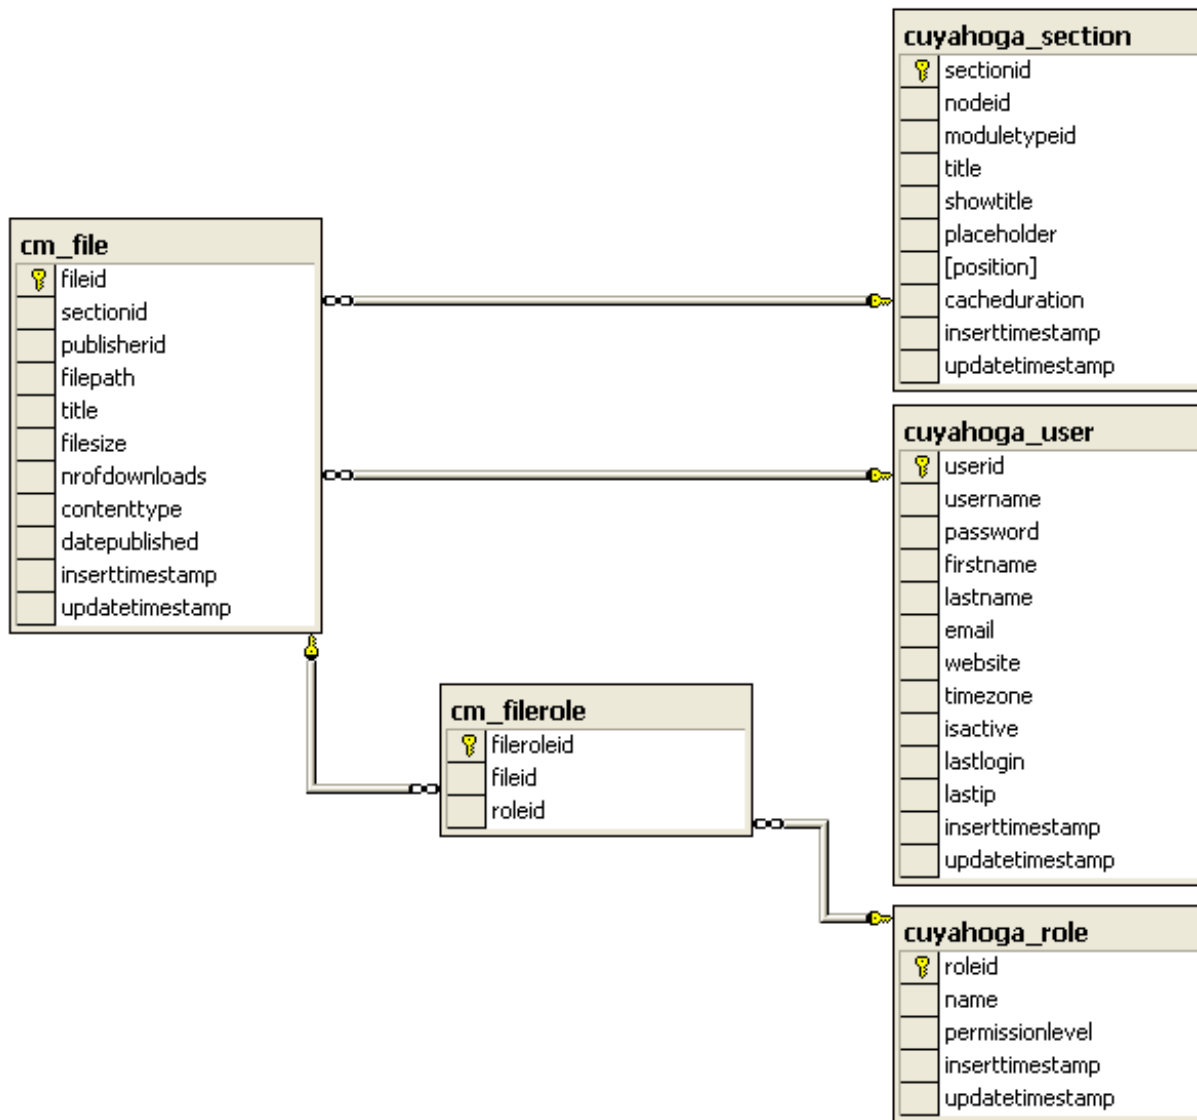 cuyahoga_section
sectionid
nodeid
moduletypeid
title
showtitle
placeholder
[position]
cacheduration
inserttimestamp
updatetimestamp
cm_file
fileid
sectionid
publisherid
filepath
title
filesize
nrofdownloads
contenttype
datepublished
inserttimestamp
updatetimestamp
cuyahoga_user
userid
username
password
firstname
lastname
email
website
timezone
isactive
lastlogin
lastip
inserttimestamp
updatetimestamp
cm_filerole
fileroleid
fileid
roleid
cuyahoga_role
roleid
name
permissionlevel
inserttimestamp
updatetimestamp